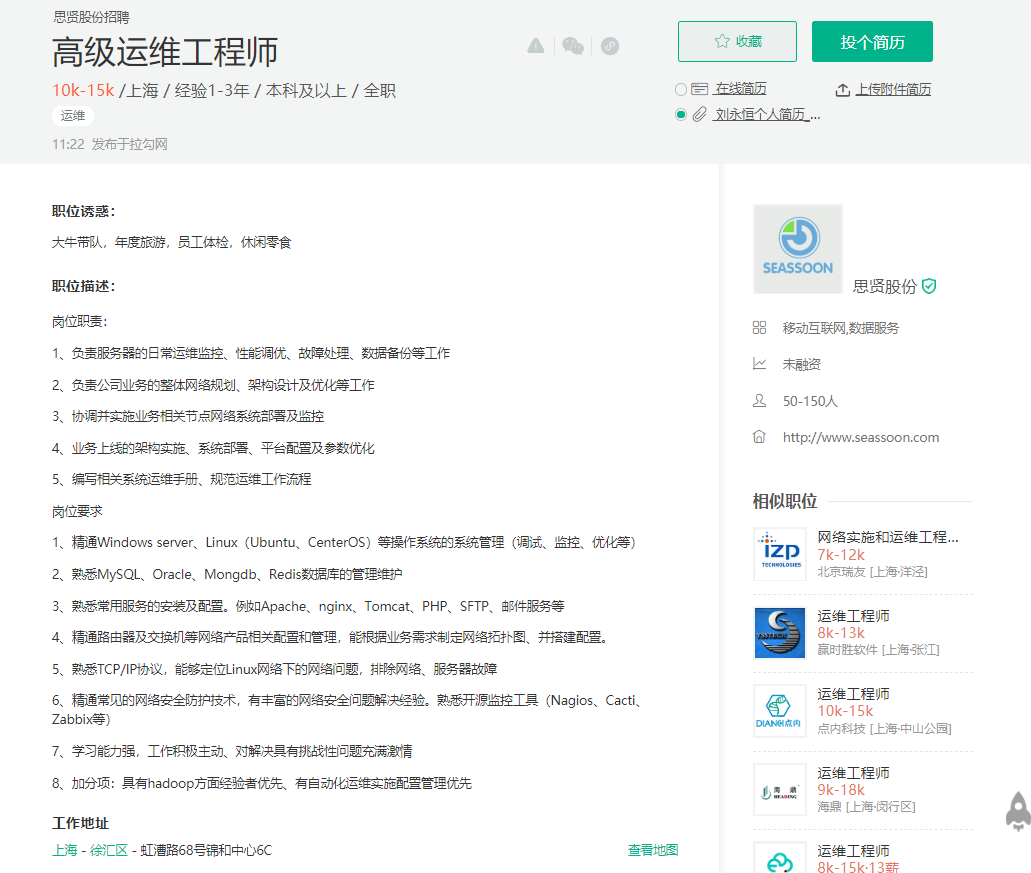 思贤股份招聘
高级运维工程师
10k-15k /上海 / 经验1-3年 / 本科及以上 / 全职
运维
11:22 发布于拉勾网
收藏
投个简历
在线简历
上传附件简历
刘永恒个人简历_...
职位诱惑：
大牛带队，年度旅游，员工体检，休闲零食
职位描述：
岗位职责：
1、负责服务器的日常运维监控、性能调优、故障处理、数据备份等工作
2、负责公司业务的整体网络规划、架构设计及优化等工作
3、协调并实施业务相关节点网络系统部署及监控
4、业务上线的架构实施、系统部署、平台配置及参数优化
5、编写相关系统运维手册、规范运维工作流程
岗位要求
1、精通Windows server、Linux（Ubuntu、CenterOS）等操作系统的系统管理（调试、监控、优化等）
2、熟悉MySQL、Oracle、Mongdb、Redis数据库的管理维护
3、熟悉常用服务的安装及配置。例如Apache、nginx、Tomcat、PHP、SFTP、邮件服务等
4、精通路由器及交换机等网络产品相关配置和管理，能根据业务需求制定网络拓扑图、并搭建配置。
5、熟悉TCP/IP协议，能够定位Linux网络下的网络问题，排除网络、服务器故障
6、精通常见的网络安全防护技术，有丰富的网络安全问题解决经验。熟悉开源监控工具（Nagios、Cacti、
Zabbix等）
7、学习能力强，工作积极主动、对解决具有挑战性问题充满激情
8、加分项：具有hadoop方面经验者优先、有自动化运维实施配置管理优先
工作地址
上海 - 徐汇区 - 虹漕路68号锦和中心6C
查看地图
SEASSOON
思贤股份
移动互联网,数据服务
未融资
50-150人
http://www.seassoon.com
相似职位
izp
TECHNOLOGIES
网络实施和运维工程...
7k-12k
北京瑞友 [上海·洋泾]
运维工程师
8k-13k
赢时胜软件 [上海·张江]
DIANEI点内
运维工程师
10k-15k
点内科技 [上海·中山公园]
海鼎
HEADING
运维工程师
9k-18k
海鼎 [上海·闵行区]
运维工程师
8k-15k·13薪